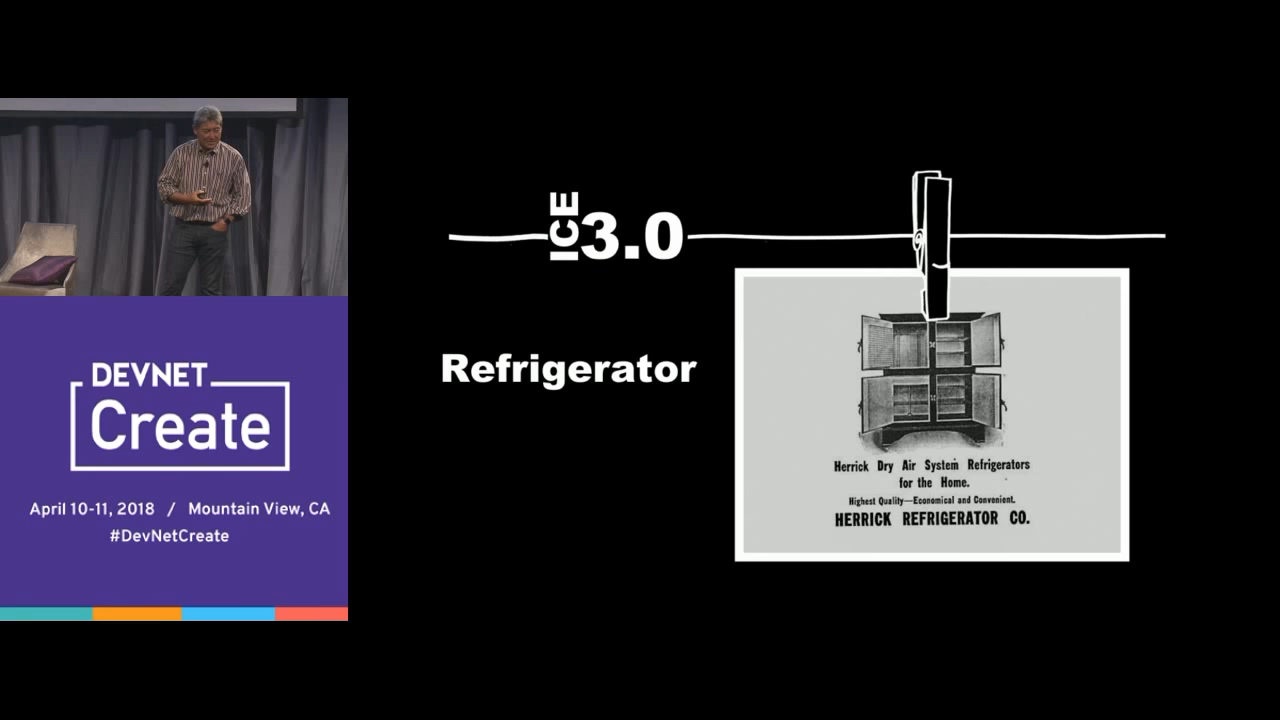 DEVNET
Create
April 10-11, 2018 / Mountain View, CA
#DevNetCreate
ICE 3.0
Refrigerator
Herrick Dry Air System Refrigerators
for the Home.
Highest Quality—Economical and Convenient.
HERRICK REFRIGERATOR CO.